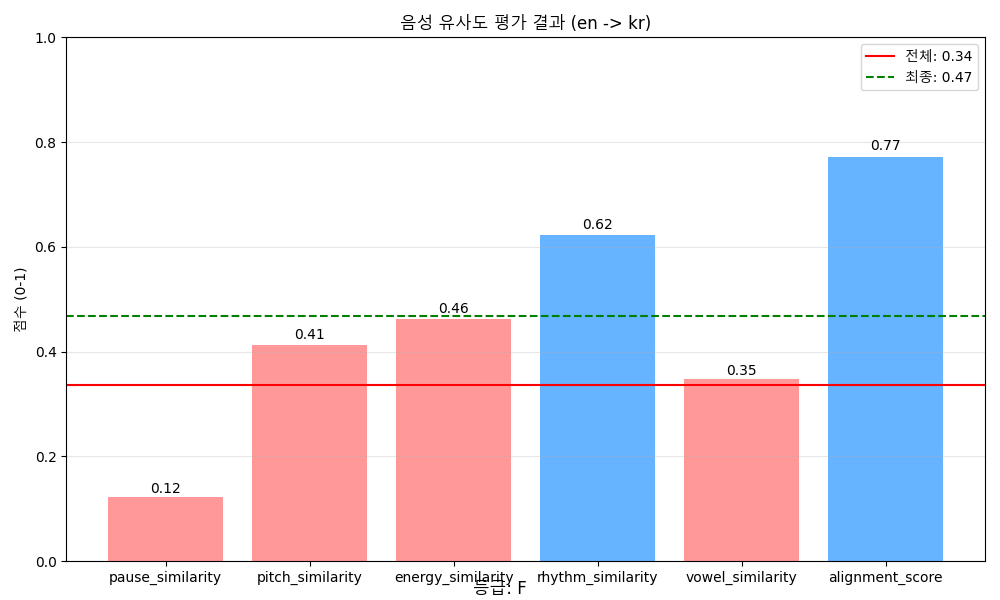 음성 유사도 평가 결과 (en -> kr)
전체: 0.34
최종: 0.47
점수 (0-1)
1.0
0.8
0.6
0.4
0.2
0.0
0.12
0.41
0.46
0.62
0.35
0.77
pause_similarity
pitch_similarity
energy_similarity
rhythm_similarity
vowel_similarity
alignment_score
등급: F